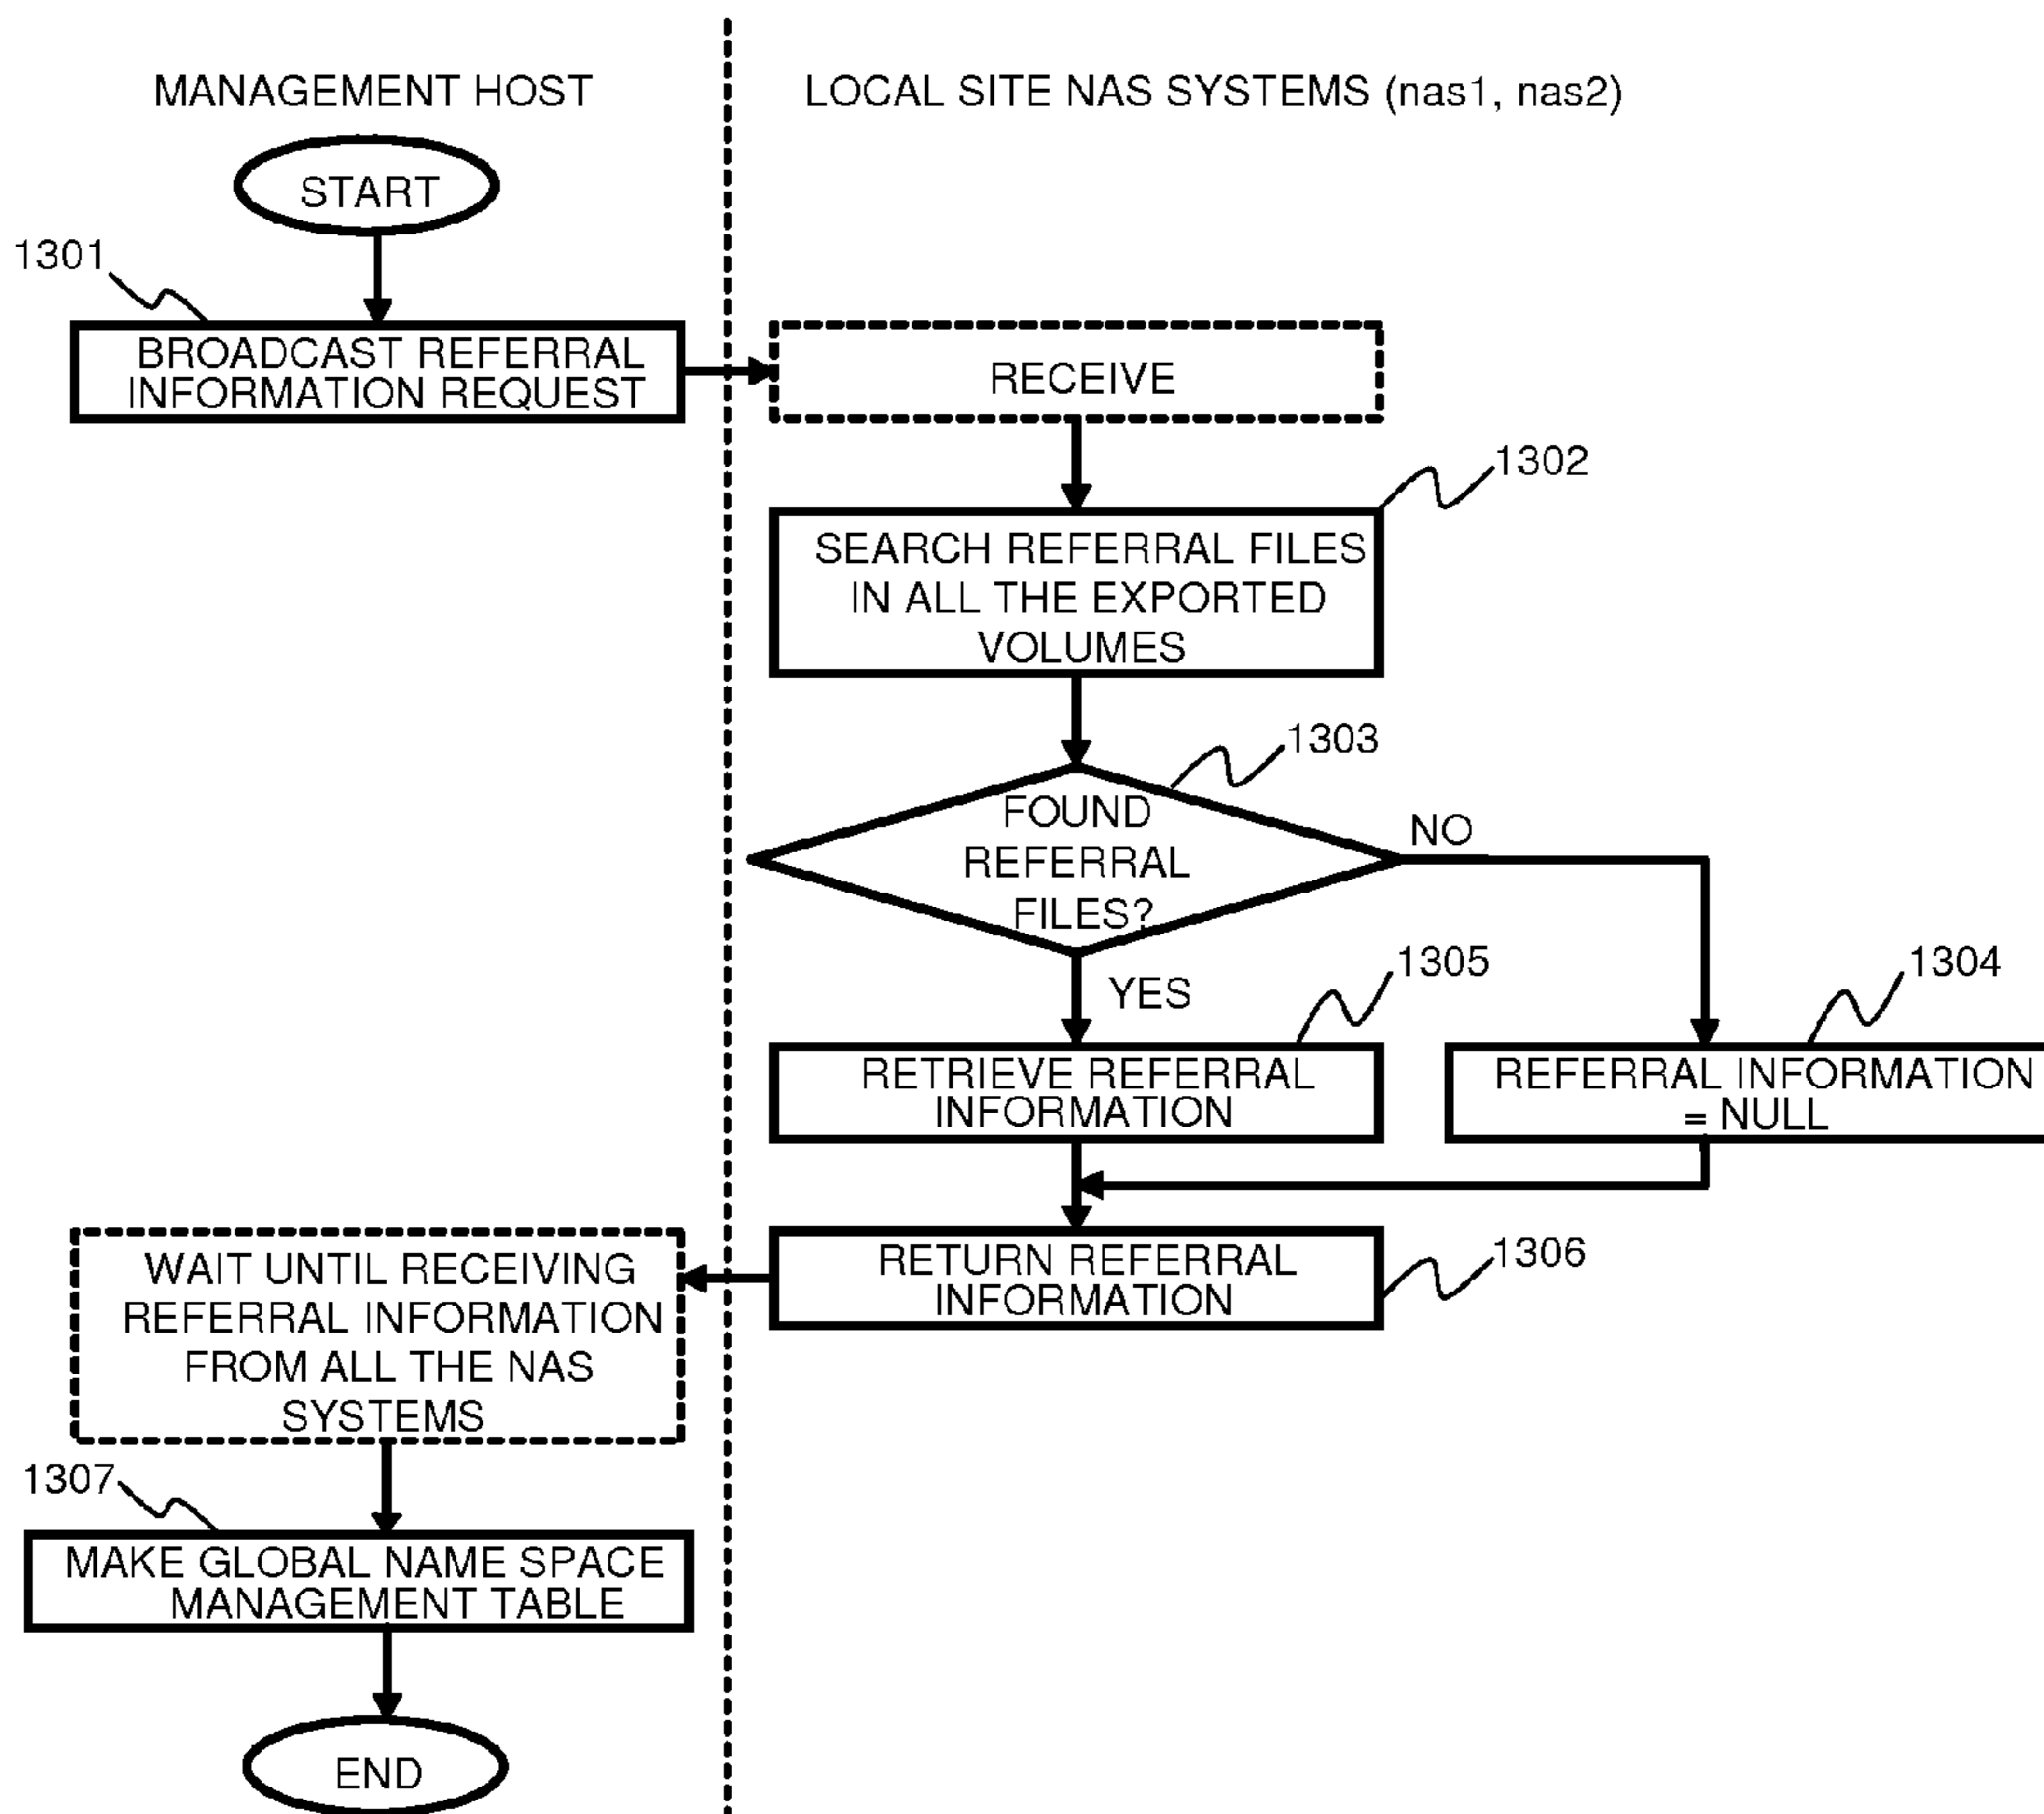 MANAGEMENT HOST
LOCAL SITE NAS SYSTEMS (nas1, nas2)
START
1301
BROADCAST REFERRAL
INFORMATION REQUEST
RECEIVE
1302
SEARCH REFERRAL FILES
IN ALL THE EXPORTED
VOLUMES
1303
FOUND
REFERRAL
FILES?
NO
YES
1305
1304
RETRIEVE REFERRAL
INFORMATION
REFERRAL INFORMATION
= NULL
RETURN REFERRAL
INFORMATION
1306
WAIT UNTIL RECEIVING
REFERRAL INFORMATION
FROM ALL THE NAS
SYSTEMS
1307
MAKE GLOBAL NAME SPACE
MANAGEMENT TABLE
END